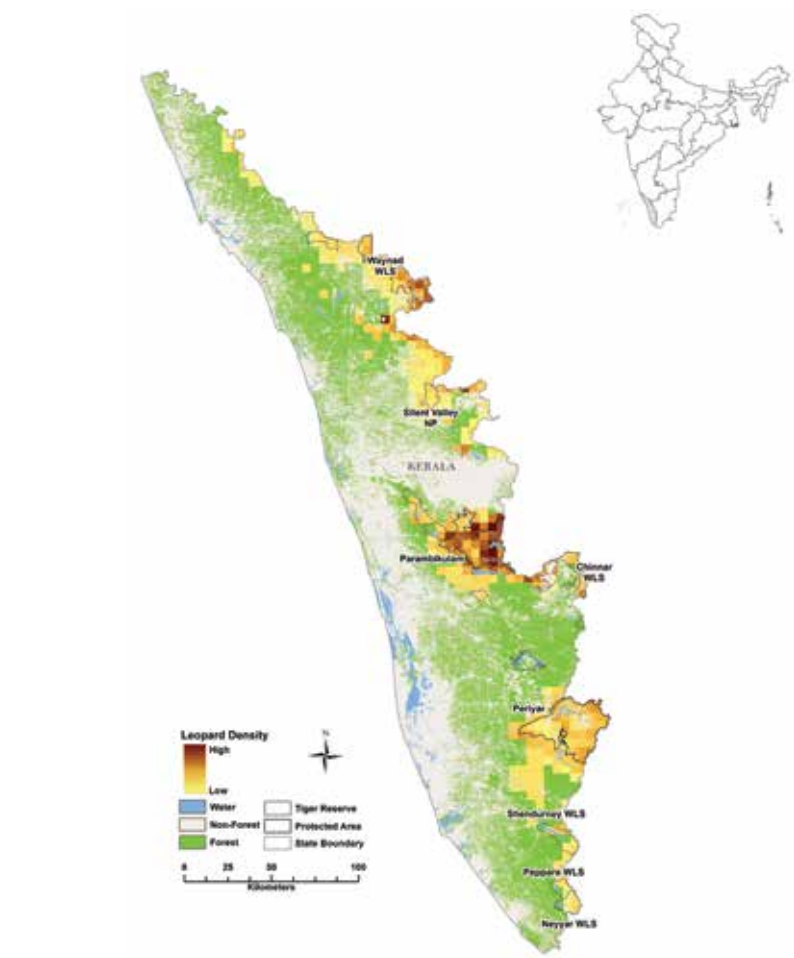 Waynad
WLS
Silent Valley
NP
KERALA
Parambikulam
Chinnar
WLS
Periyar
Shendurney WLS
Peppara WLS
Neyyar WLS
Leopard Density
High
Low
Water
Non-Forest
Forest
Tiger Reserve
Protected Area
State Boundary
N
0 25 50 100
Kilometers